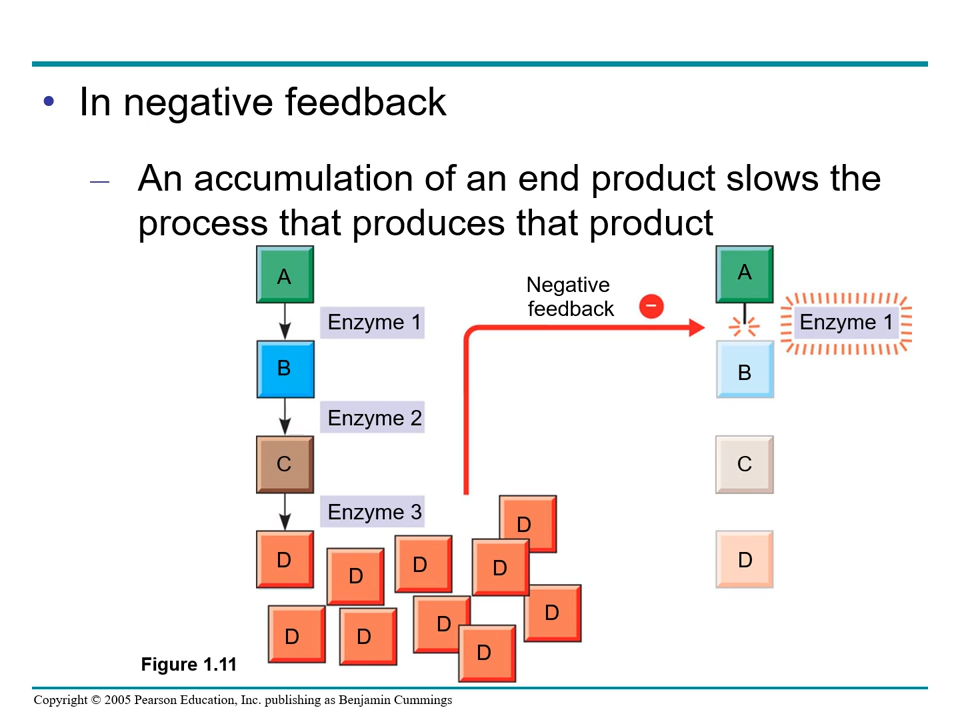 • In negative feedback
– An accumulation of an end product slows the
process that produces that product
A
Enzyme 1
B
Enzyme 2
C
Enzyme 3
D
D
D
D
D
D
D
D
D
D
Negative
feedback
−
A
Enzyme 1
B
C
D
Figure 1.11
Copyright © 2005 Pearson Education, Inc. publishing as Benjamin Cummings